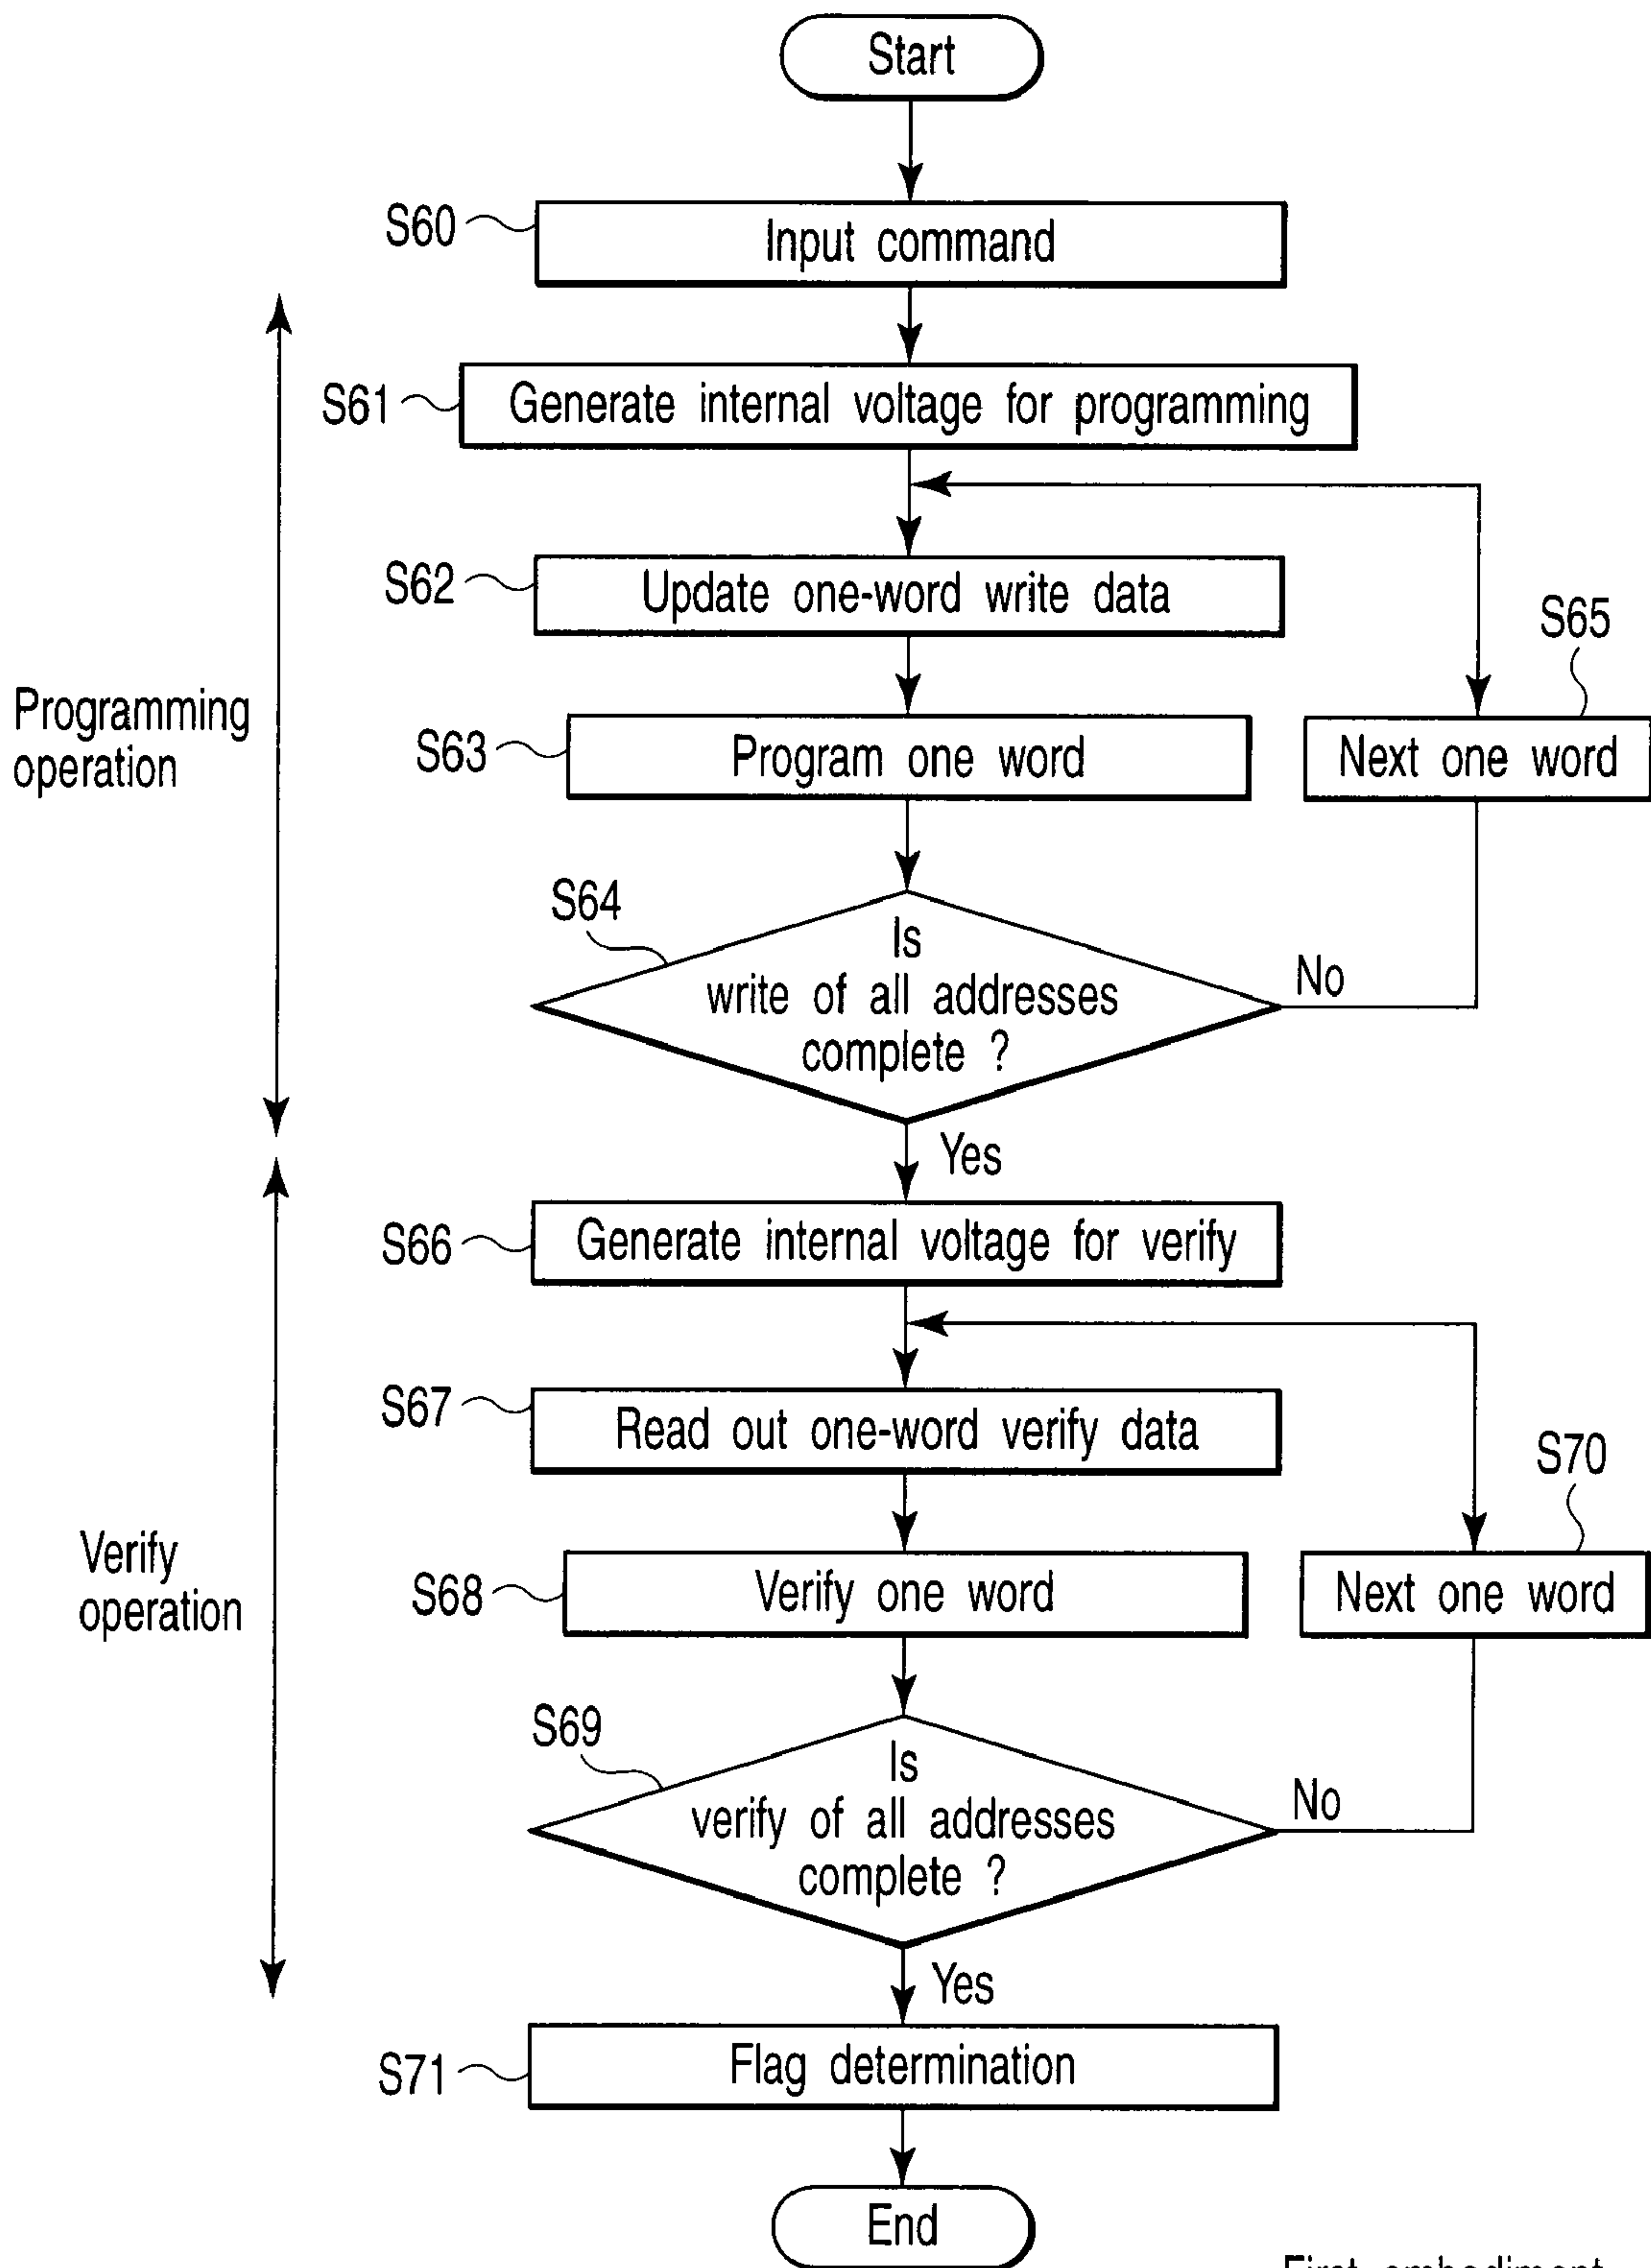 Start
S60
Input command
S61
Generate internal voltage for programming
S62
Update one-word write data
S65
Programming
operation
S63
Program one word
Next one word
S64
Is
write of all addresses
complete ?
No
Yes
S66
Generate internal voltage for verify
S67
Read out one-word verify data
S70
Verify
operation
S68
Verify one word
Next one word
S69
Is
verify of all addresses
complete ?
No
Yes
S71
Flag determination
End
First embodiment